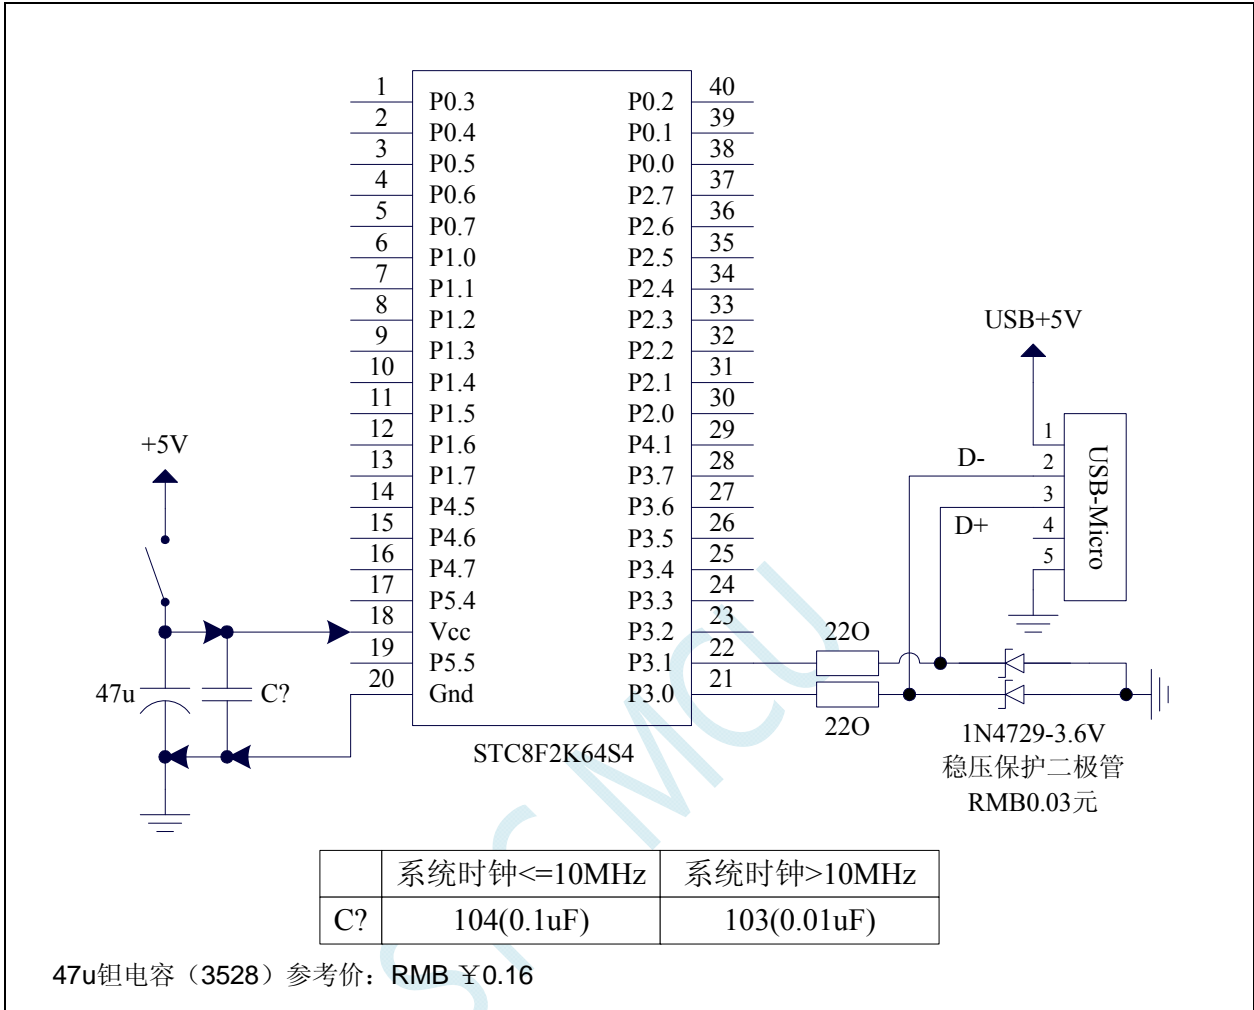 1 P0.3 P0.2 40
2 P0.4 P0.1 39
3 P0.5 P0.0 38
4 P0.6 P2.7 37
5 P0.7 P2.6 36
6 P1.0 P2.5 35
7 P1.1 P2.4 34
8 P1.2 P2.3 33
9 P1.3 P2.2 32
10 P1.4 P2.1 31
11 P1.5 P2.0 30
12 P1.6 P4.1 29
13 P1.7 P3.7 28
14 P4.5 P3.6 27
15 P4.6 P3.5 26
16 P4.7 P3.4 25
17 P5.4 P3.3 24
18 Vcc P3.2 23
19 P5.5 P3.1 22
20 Gnd P3.0 21
STC8F2K64S4
+5V
47u
C?
USB+5V
1
D- 2
3
D+ 4
5
USB-Micro
22O
22O
1N4729-3.6V
稳压保护二极管
RMB0.03元
系统时钟<=10MHz 系统时钟>10MHz
C? 104(0.1uF) 103(0.01uF)
47u钽电容（3528）参考价：RMB ￥0.16
STC MCU